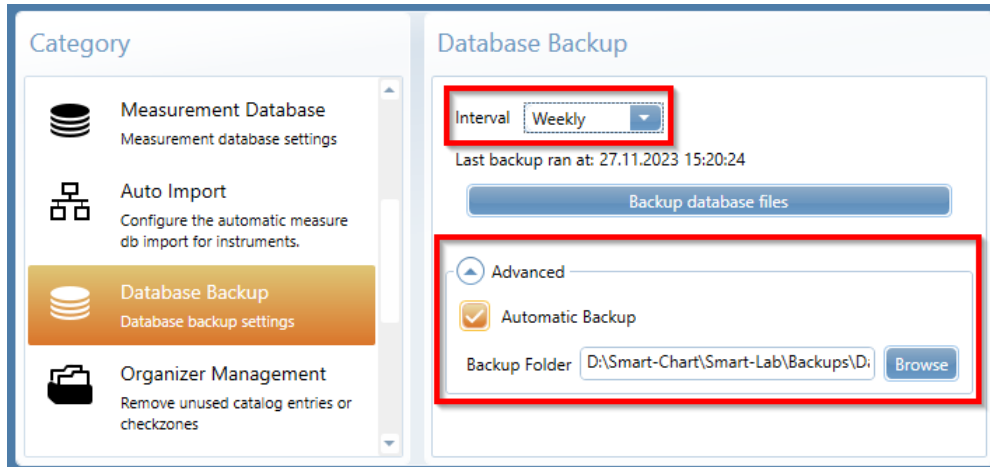 Category
Measurement Database
Measurement database settings
Auto Import
Configure the automatic measure
db import for instruments.
Database Backup
Database backup settings
Organizer Management
Remove unused catalog entries or
checkzones
Database Backup
Interval Weekly
Last backup ran at: 27.11.2023 15:20:24
Backup database files
Advanced
Automatic Backup
Backup Folder D:\Smart-Chart\Smart-Lab\Backups\Da Browse